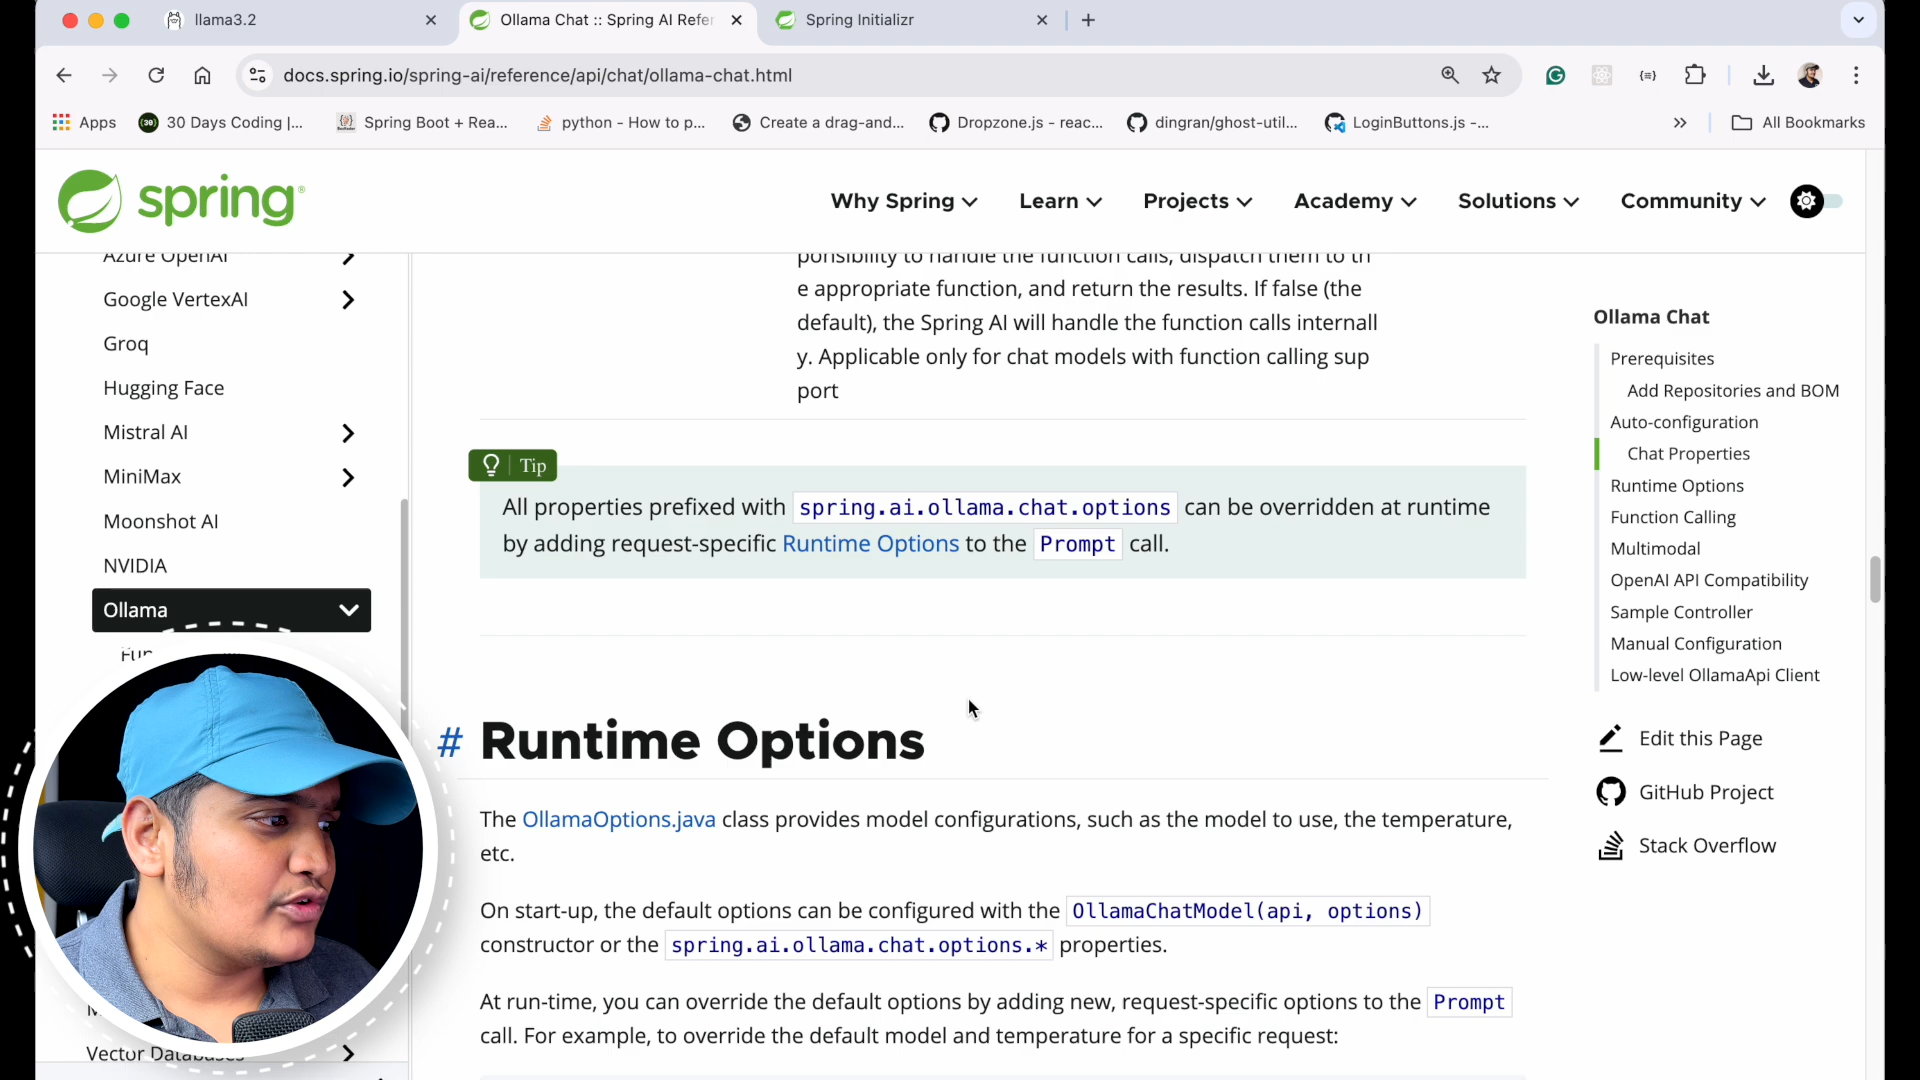 llama3.2
Ollama Chat :: Spring AI Refer
Spring Initializr
docs.spring.io/spring-ai/reference/api/chat/ollama-chat.html
Apps
30 Days Coding |...
Spring Boot + Rea...
python - How to p...
Create a drag-and...
Dropzone.js - reac...
dingran/ghost-util...
LoginButtons.js -...
All Bookmarks
spring
Why Spring
Learn
Projects
Academy
Solutions
Community
Azure OpenAI
Google VertexAI
Groq
Hugging Face
Mistral AI
MiniMax
Moonshot AI
NVIDIA
Ollama
Fun
Vector Databases
ponsibility to handle the function calls, dispatch them to th
e appropriate function, and return the results. If false (the
default), the Spring AI will handle the function calls internall
y. Applicable only for chat models with function calling sup
port
Tip
All properties prefixed with spring.ai.ollama.chat.options can be overridden at runtime
by adding request-specific Runtime Options to the Prompt call.
# Runtime Options
The OllamaOptions.java class provides model configurations, such as the model to use, the temperature,
etc.
On start-up, the default options can be configured with the OllamaChatModel(api, options)
constructor or the spring.ai.ollama.chat.options.* properties.
At run-time, you can override the default options by adding new, request-specific options to the Prompt
call. For example, to override the default model and temperature for a specific request:
Ollama Chat
Prerequisites
Add Repositories and BOM
Auto-configuration
Chat Properties
Runtime Options
Function Calling
Multimodal
OpenAI API Compatibility
Sample Controller
Manual Configuration
Low-level OllamaApi Client
Edit this Page
GitHub Project
Stack Overflow